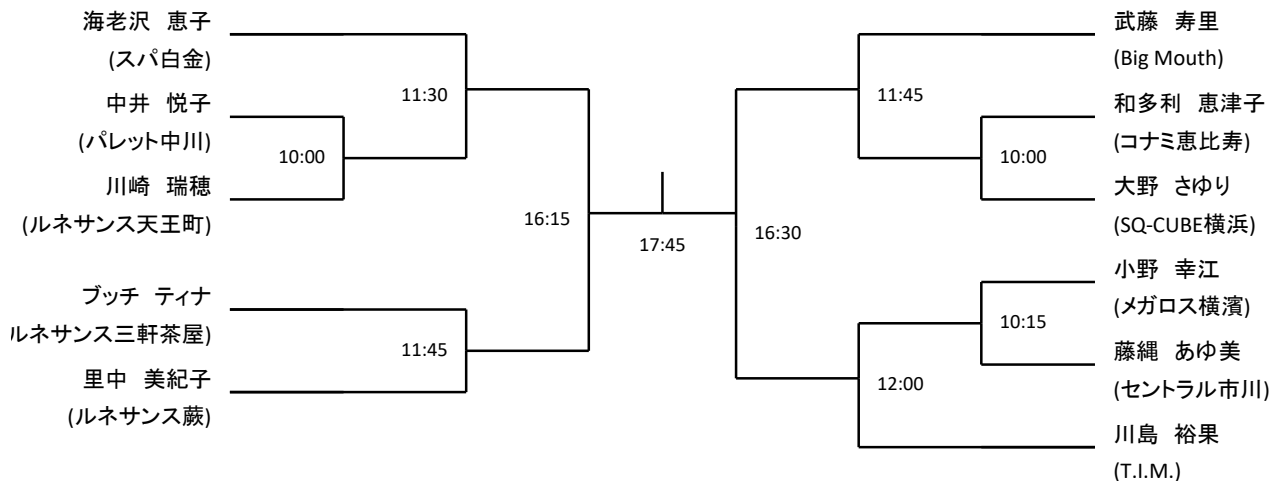 海老沢 恵子
(スパ白金)
11:30
中井 悦子
(パレット中川)
10:00
川崎 瑞穂
(ルネサンス天王町)
16:15
ブッチ ティナ
ルネサンス三軒茶屋)
11:45
里中 美紀子
(ルネサンス蕨)
17:45
武藤 寿里
(Big Mouth)
11:45
和多利 恵津子
(コナミ恵比寿)
10:00
大野 さゆり
(SQ-CUBE横浜)
16:30
小野 幸江
(メガロス横濱)
10:15
藤縄 あゆ美
(セントラル市川)
12:00
川島 裕果
(T.I.M.)